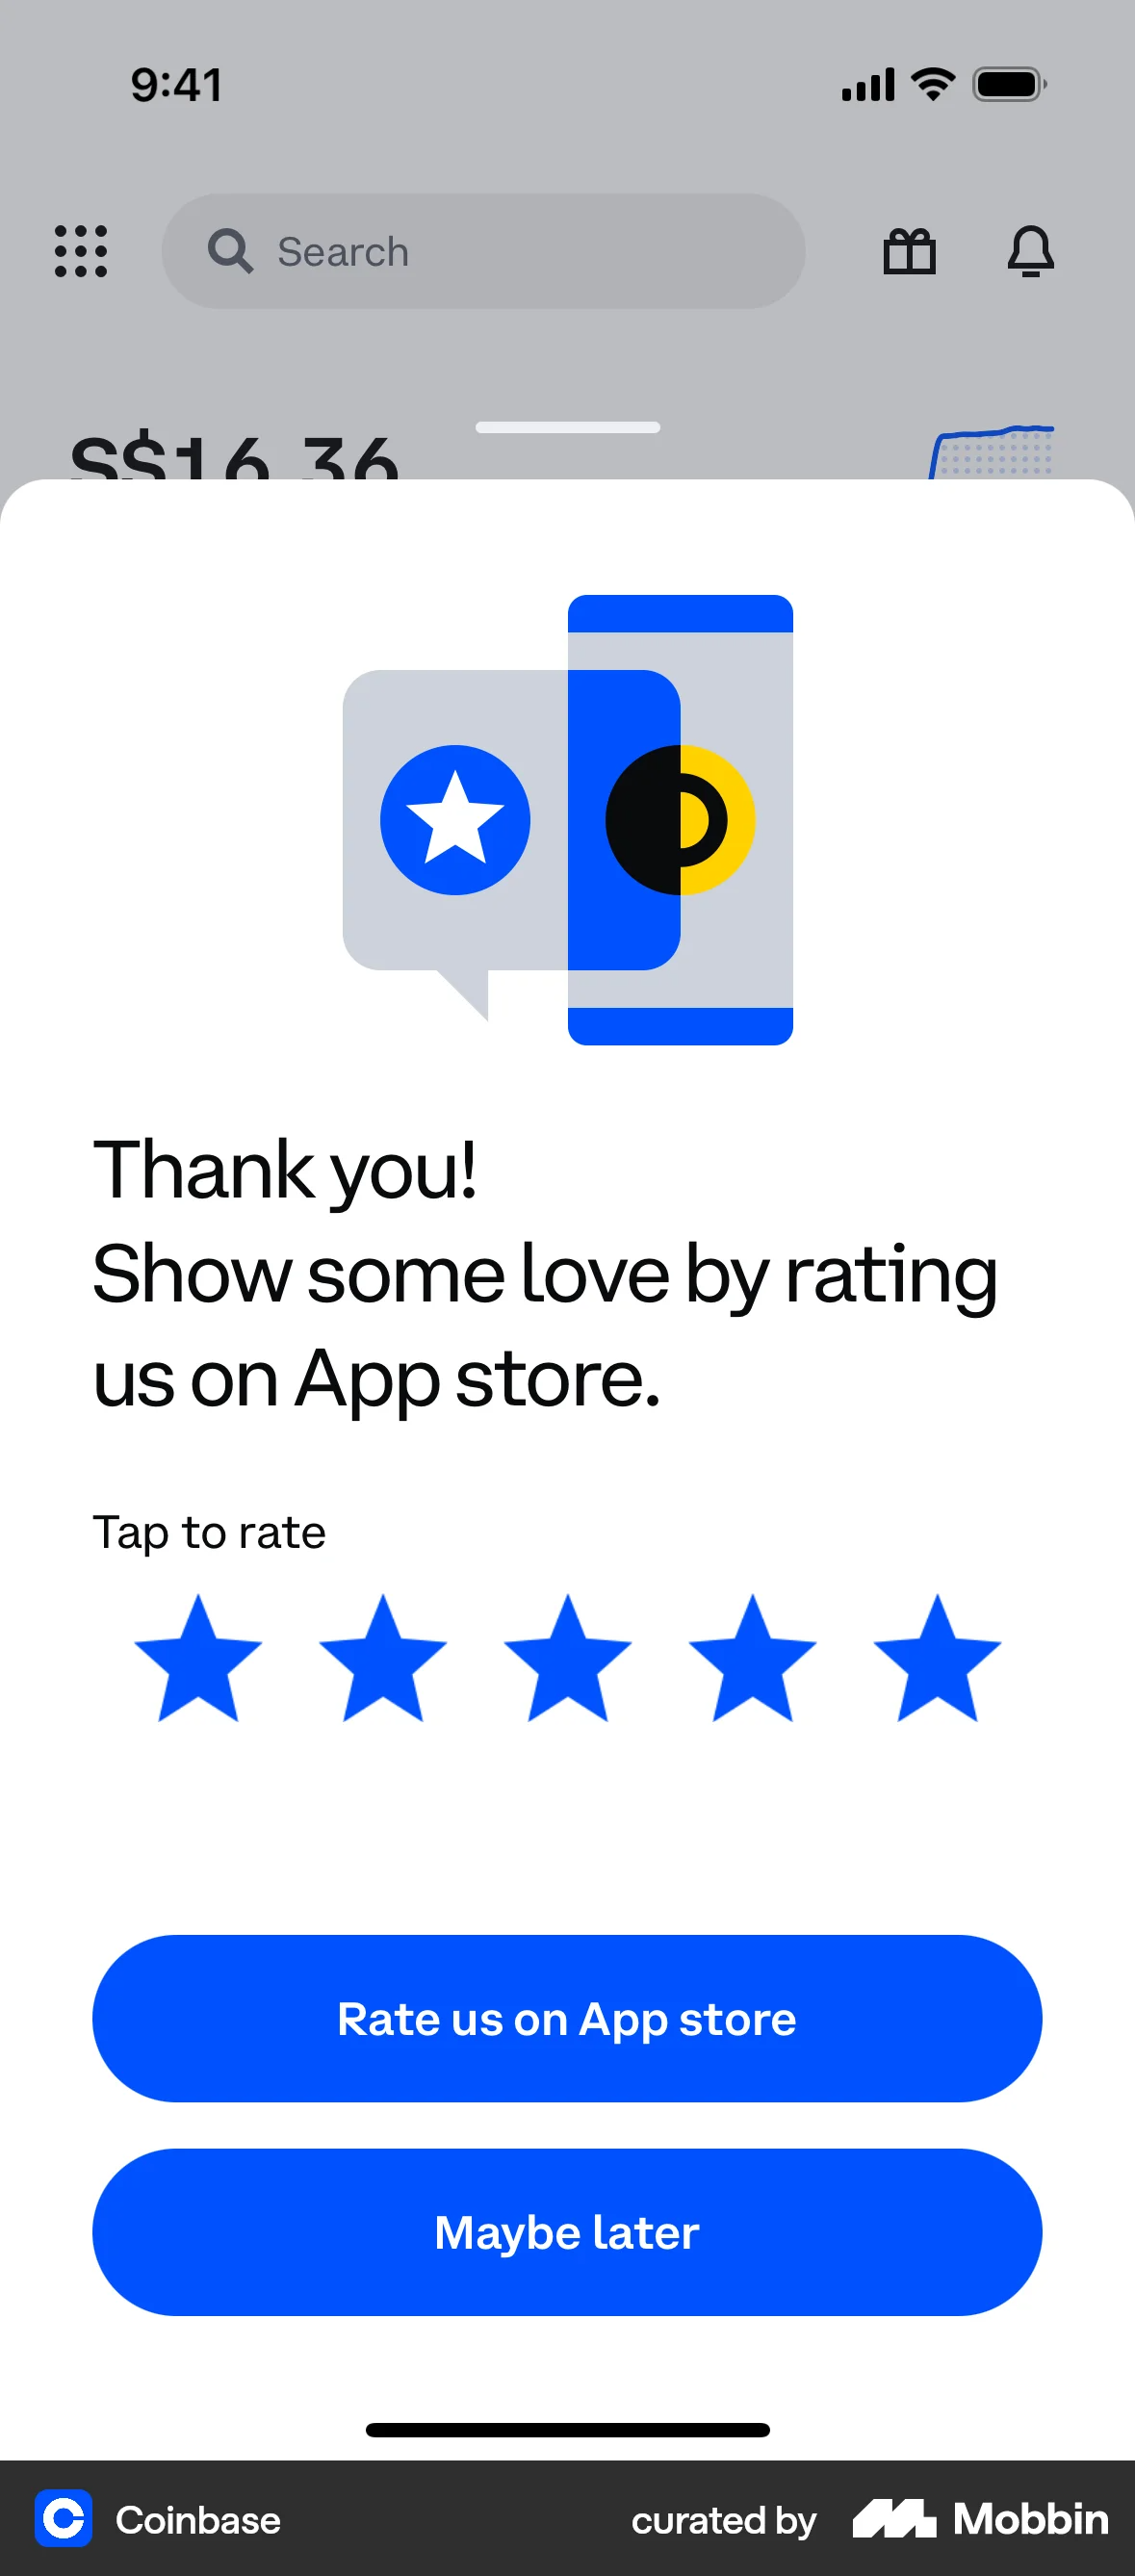 9:41
Search
S$16.36
Thank you!
Show some love by rating
us on App store.
Tap to rate
Rate us on App store
Maybe later
Coinbase
curated by Mobbin